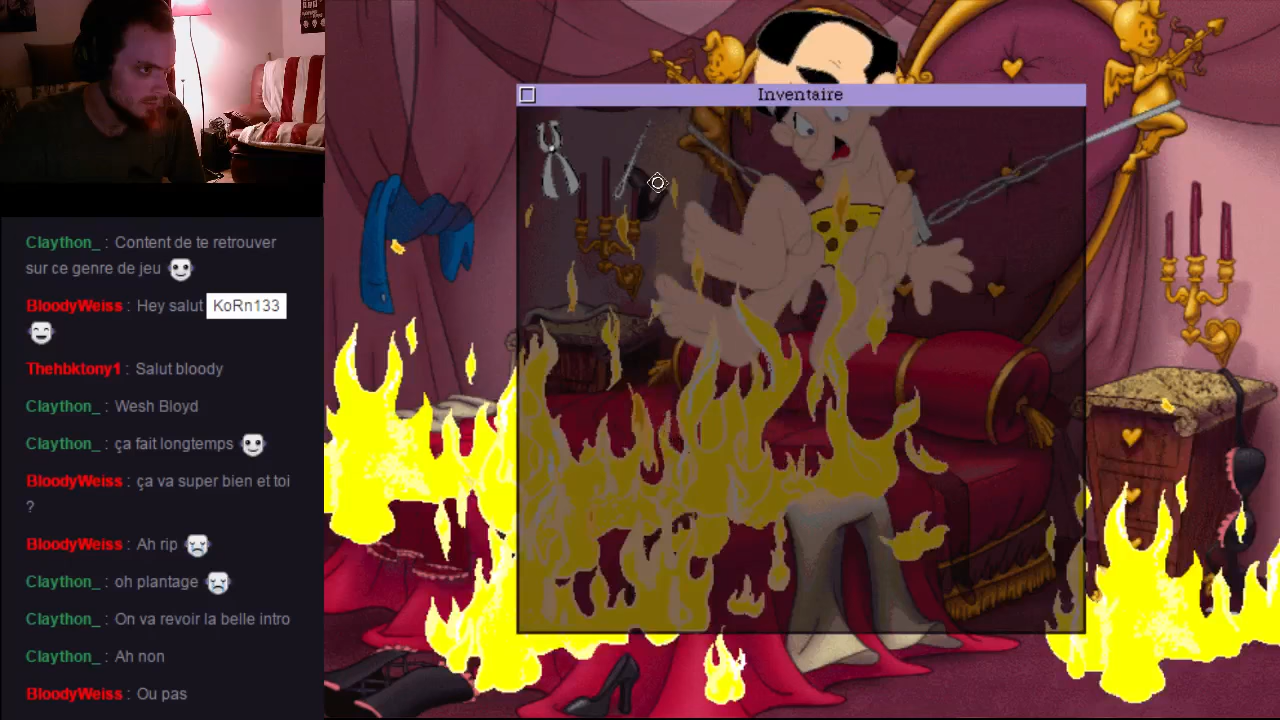 Inventaire
Claython_ : Content de te retrouver
sur ce genre de jeu
BloodyWeiss : Hey salut KoRn133
Thehbktony1 : Salut bloody
Claython_ : Wesh Bloyd
Claython_ : ça fait longtemps
BloodyWeiss : ça va super bien et toi
?
BloodyWeiss : Ah rip
Claython_ : oh plantage
Claython_ : On va revoir la belle intro
Claython_ : Ah non
BloodyWeiss : Ou pas